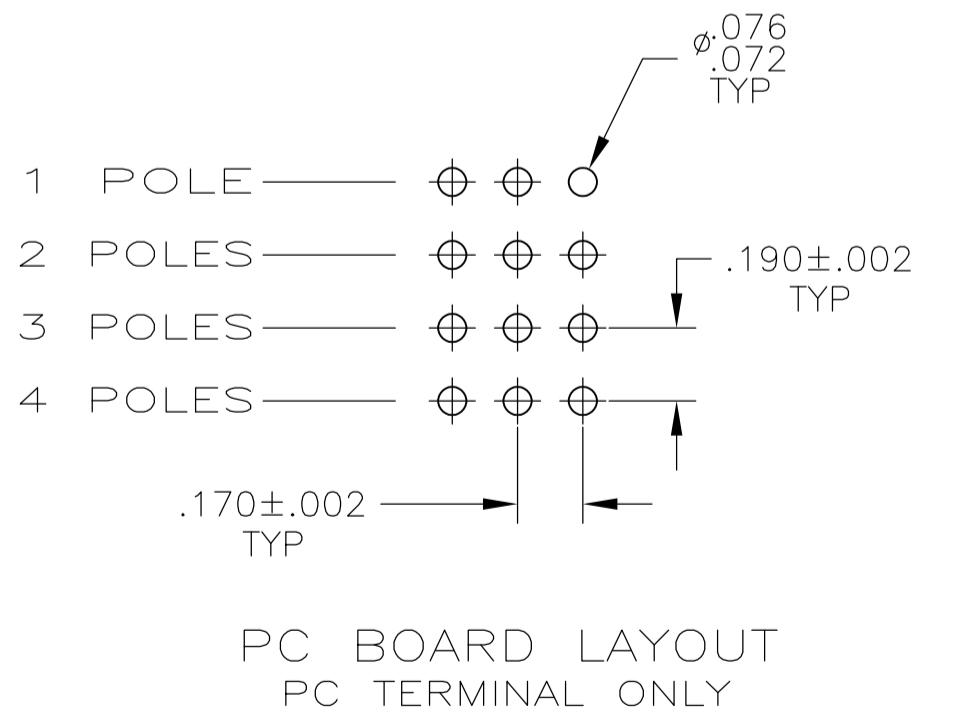 ⌀.076
.072
TYP
1 POLE
2 POLES
3 POLES
4 POLES
.190±.002
TYP
.170±.002
TYP
PC BOARD LAYOUT
PC TERMINAL ONLY